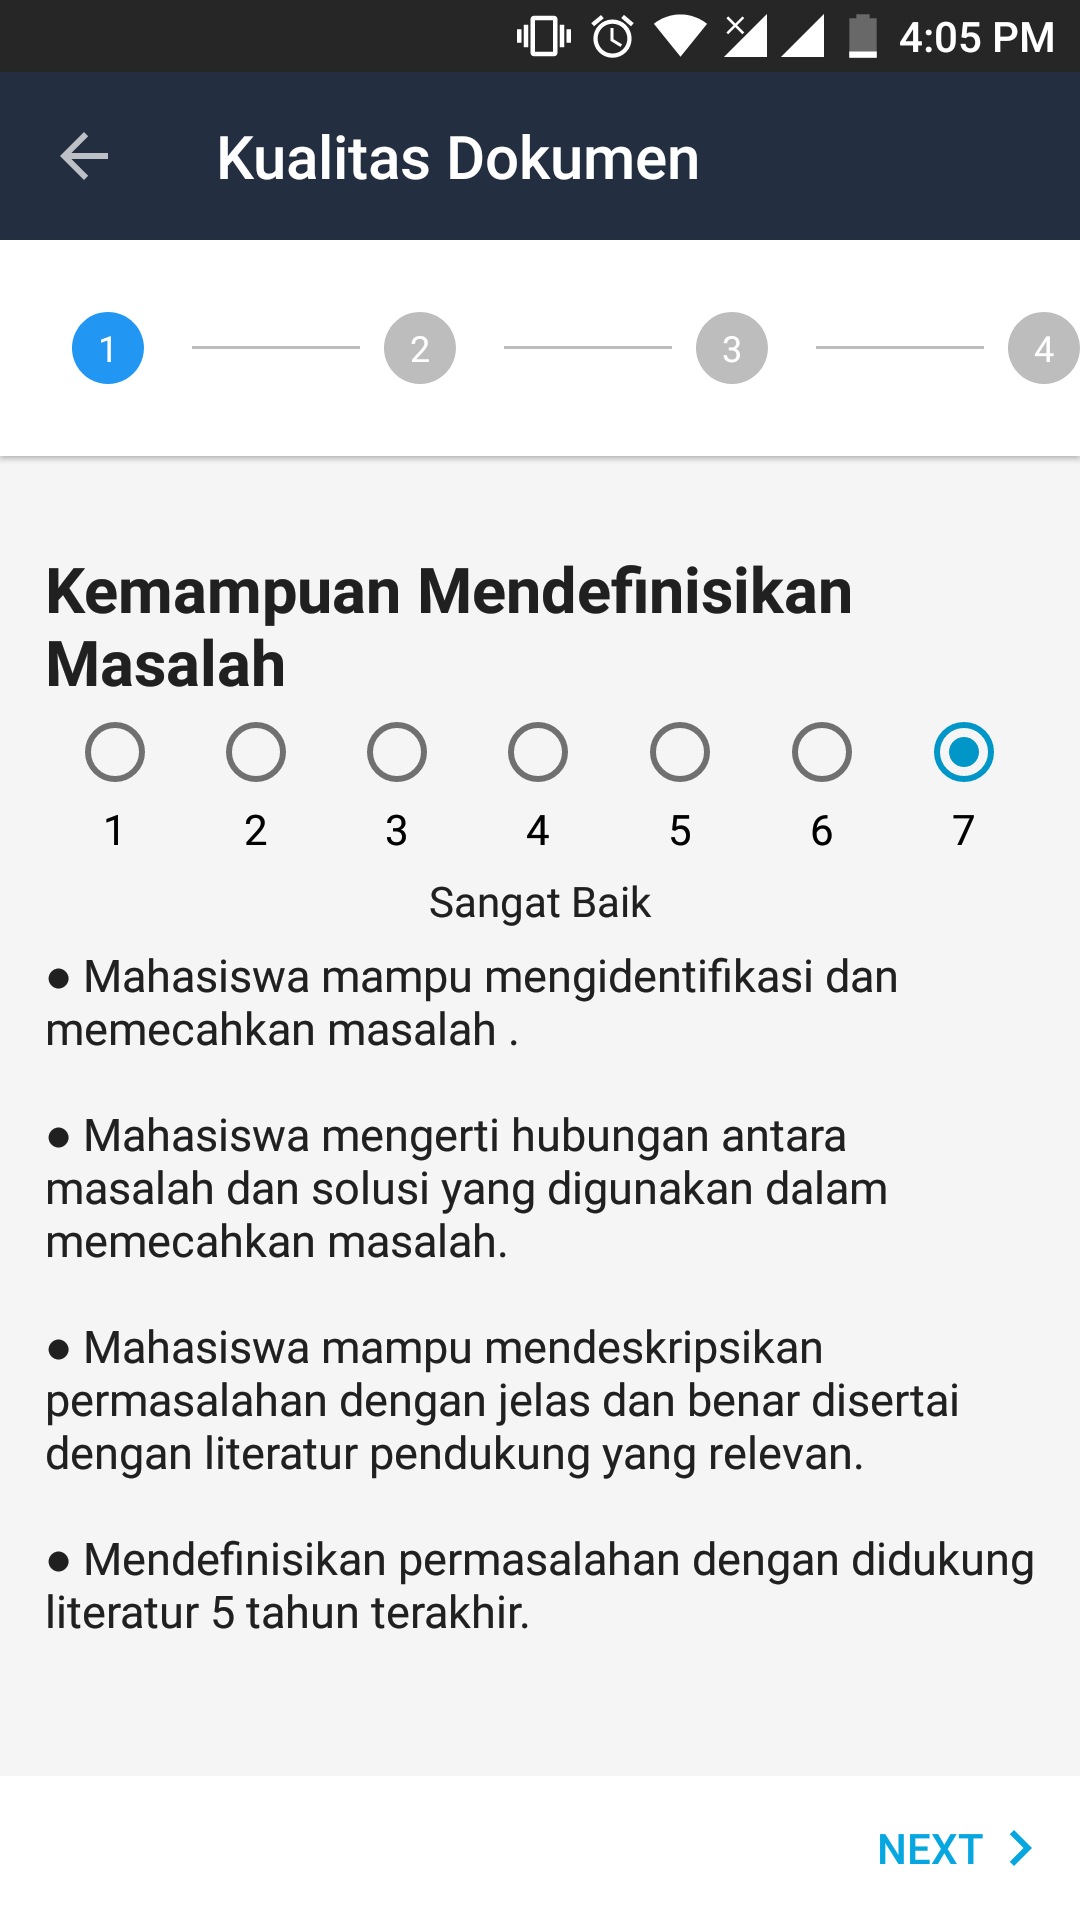 4:05 PM
Kualitas Dokumen
1 2 3 4
Kemampuan Mendefinisikan
Masalah
1 2 3 4 5 6 7
Sangat Baik
● Mahasiswa mampu mengidentifikasi dan
memecahkan masalah .
● Mahasiswa mengerti hubungan antara
masalah dan solusi yang digunakan dalam
memecahkan masalah.
● Mahasiswa mampu mendeskripsikan
permasalahan dengan jelas dan benar disertai
dengan literatur pendukung yang relevan.
● Mendefinisikan permasalahan dengan didukung
literatur 5 tahun terakhir.
NEXT